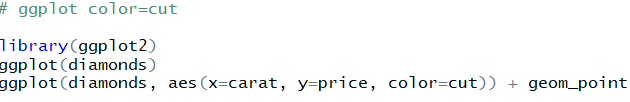 # ggplot color=cut
library(ggplot2)
ggplot(diamonds)
ggplot(diamonds, aes(x=carat, y=price, color=cut)) + geom_point